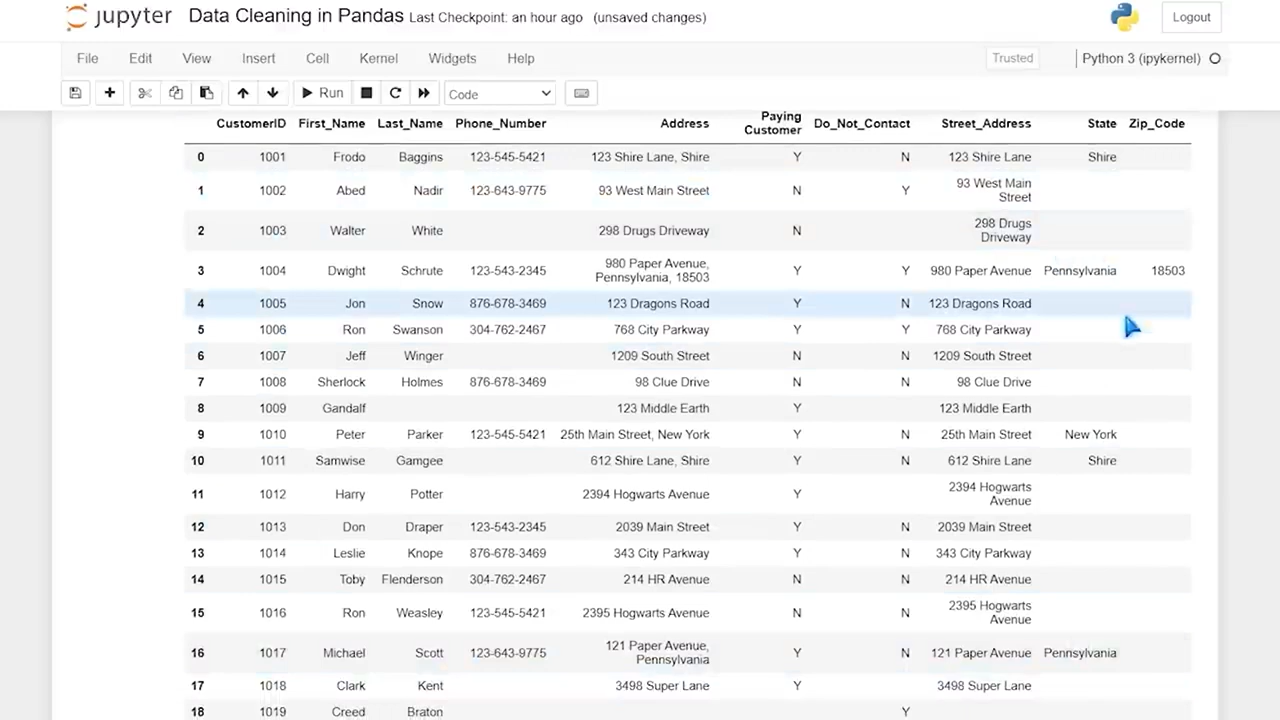 jupyter Data Cleaning in Pandas Last Checkpoint: an hour ago (unsaved changes) Logout
File Edit View Insert Cell Kernel Widgets Help Trusted Python 3 (ipykernel)
Run Code
CustomerID First_Name Last_Name Phone_Number Address Paying Customer Do_Not_Contact Street_Address State Zip_Code
0 1001 Frodo Baggins 123-545-5421 123 Shire Lane, Shire Y N 123 Shire Lane Shire
1 1002 Abed Nadir 123-643-9775 93 West Main Street N Y 93 West Main Street
2 1003 Walter White 298 Drugs Driveway N 298 Drugs Driveway
3 1004 Dwight Schrute 123-543-2345 980 Paper Avenue, Pennsylvania, 18503 Y Y 980 Paper Avenue Pennsylvania 18503
4 1005 Jon Snow 876-678-3469 123 Dragons Road Y N 123 Dragons Road
5 1006 Ron Swanson 304-762-2467 768 City Parkway Y Y 768 City Parkway
6 1007 Jeff Winger 1209 South Street N N 1209 South Street
7 1008 Sherlock Holmes 876-678-3469 98 Clue Drive N N 98 Clue Drive
8 1009 Gandalf 123 Middle Earth Y 123 Middle Earth
9 1010 Peter Parker 123-545-5421 25th Main Street, New York Y N 25th Main Street New York
10 1011 Samwise Gamgee 612 Shire Lane, Shire Y N 612 Shire Lane Shire
11 1012 Harry Potter 2394 Hogwarts Avenue Y 2394 Hogwarts Avenue
12 1013 Don Draper 123-543-2345 2039 Main Street Y N 2039 Main Street
13 1014 Leslie Knope 876-678-3469 343 City Parkway Y N 343 City Parkway
14 1015 Toby Flenderson 304-762-2467 214 HR Avenue N N 214 HR Avenue
15 1016 Ron Weasley 123-545-5421 2395 Hogwarts Avenue N N 2395 Hogwarts Avenue
16 1017 Michael Scott 123-643-9775 121 Paper Avenue, Pennsylvania Y N 121 Paper Avenue Pennsylvania
17 1018 Clark Kent 3498 Super Lane Y 3498 Super Lane
18 1019 Creed Braton Y